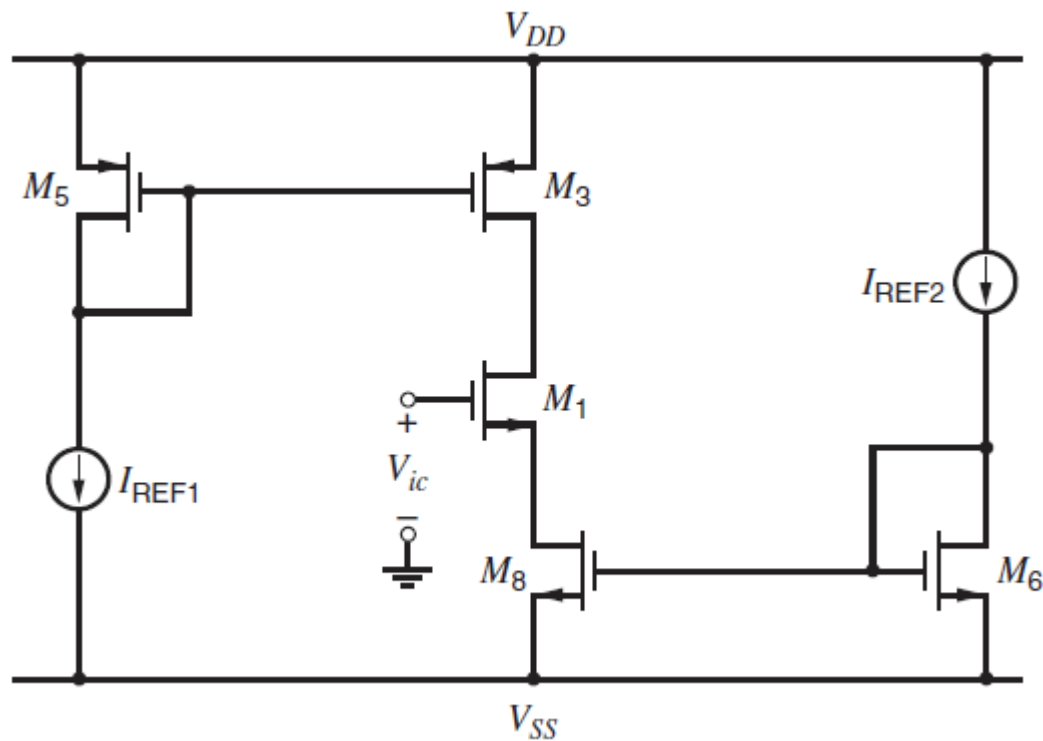 V_DD
M_5
M_3
I_REF2
M_1
+
V_ic
−
I_REF1
M_8
M_6
V_SS